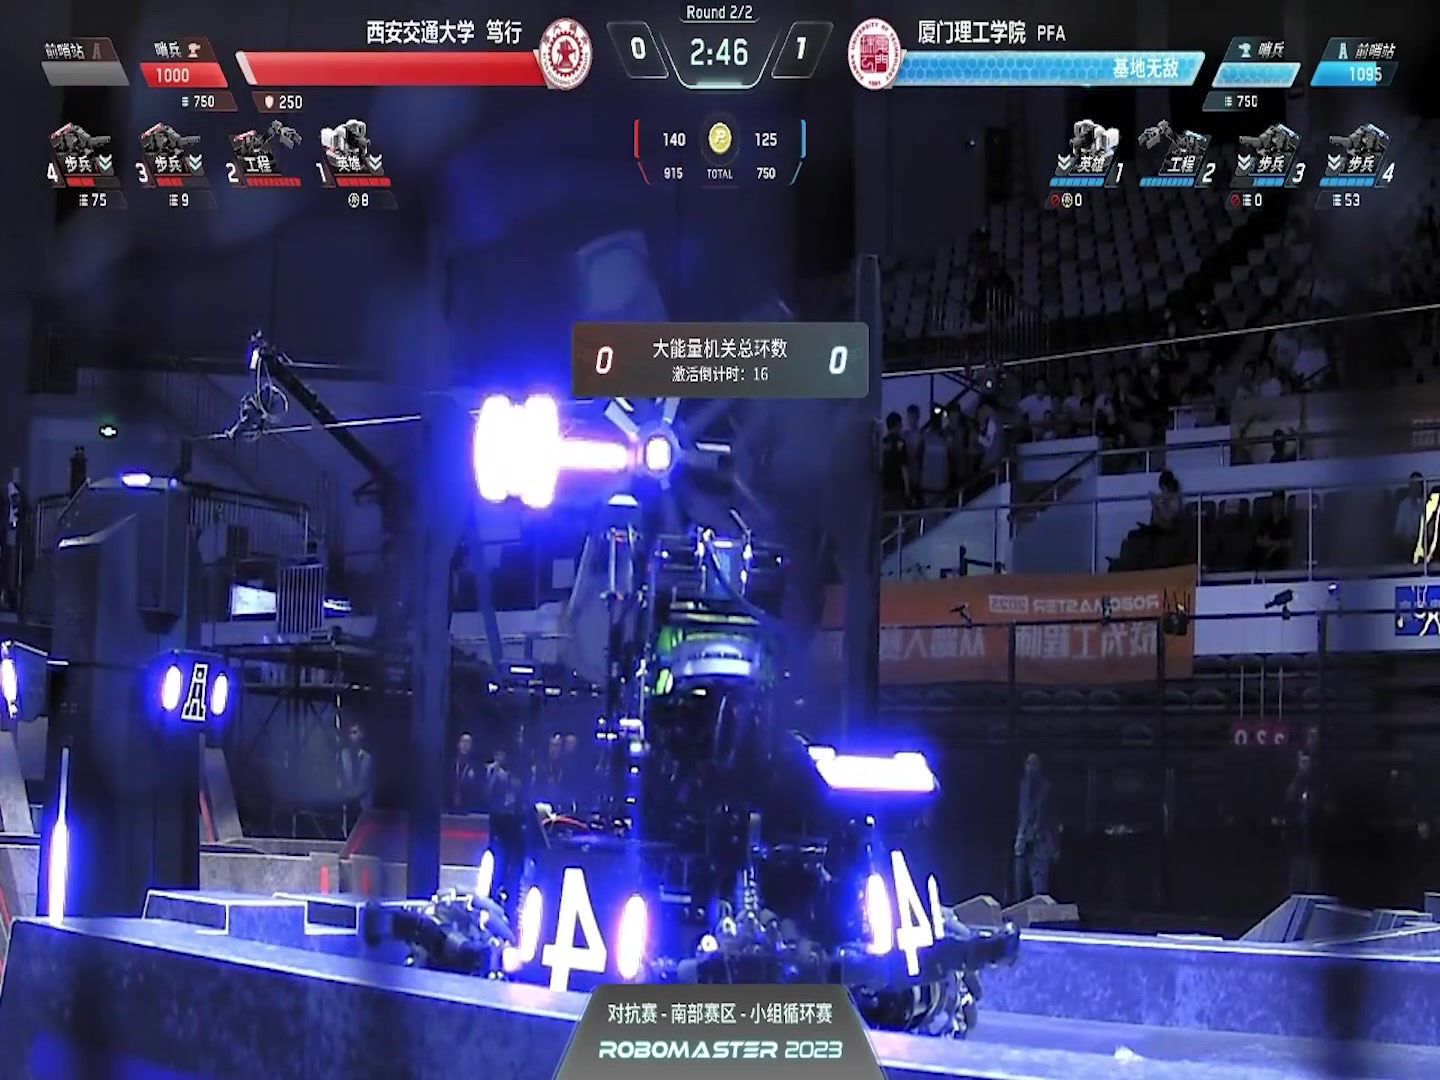 Round 2/2
西安交通大学 笃行
0
2:46
1
厦门理工学院 PFA
前哨站
哨兵
1000
750
250
基地无敌
哨兵
750
前哨站
1095
4 步兵
75
3 步兵
9
2 工程
1 英雄
8
140
125
915
TOTAL
750
英雄 1
0
工程 2
步兵 3
0
步兵 4
53
0
大能量机关总环数
激活倒计时：16
0
ROBOMASTER 2023
4
4
对抗赛 - 南部赛区 - 小组循环赛
ROBOMASTER 2023